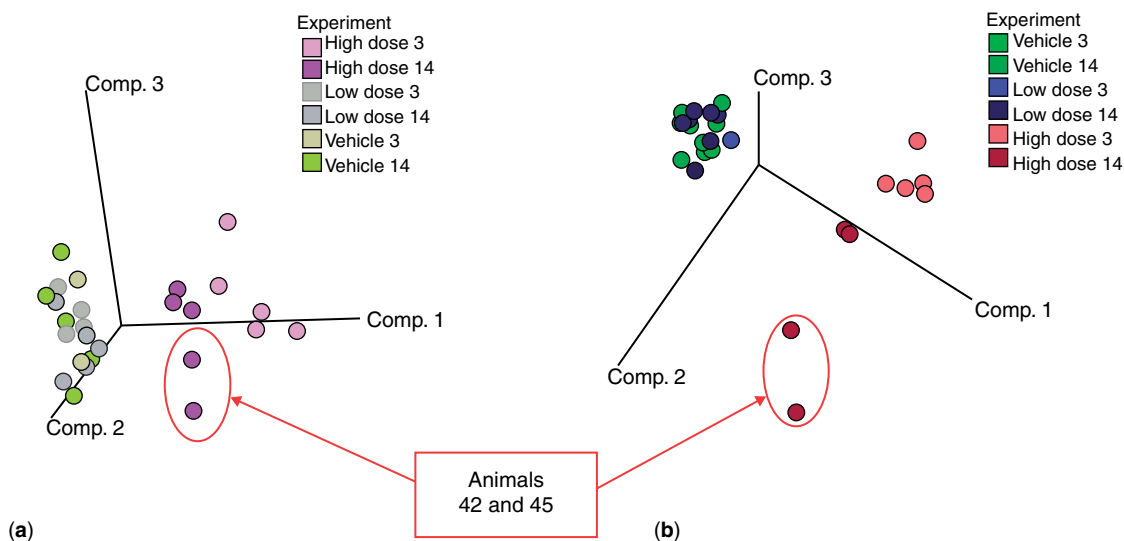 Experiment
High dose 3
High dose 14
Low dose 3
Low dose 14
Vehicle 3
Vehicle 14
Comp. 3
Comp. 1
Comp. 2
(a)
Experiment
Vehicle 3
Vehicle 14
Low dose 3
Low dose 14
High dose 3
High dose 14
Comp. 3
Comp. 1
Comp. 2
Animals
42 and 45
(b)